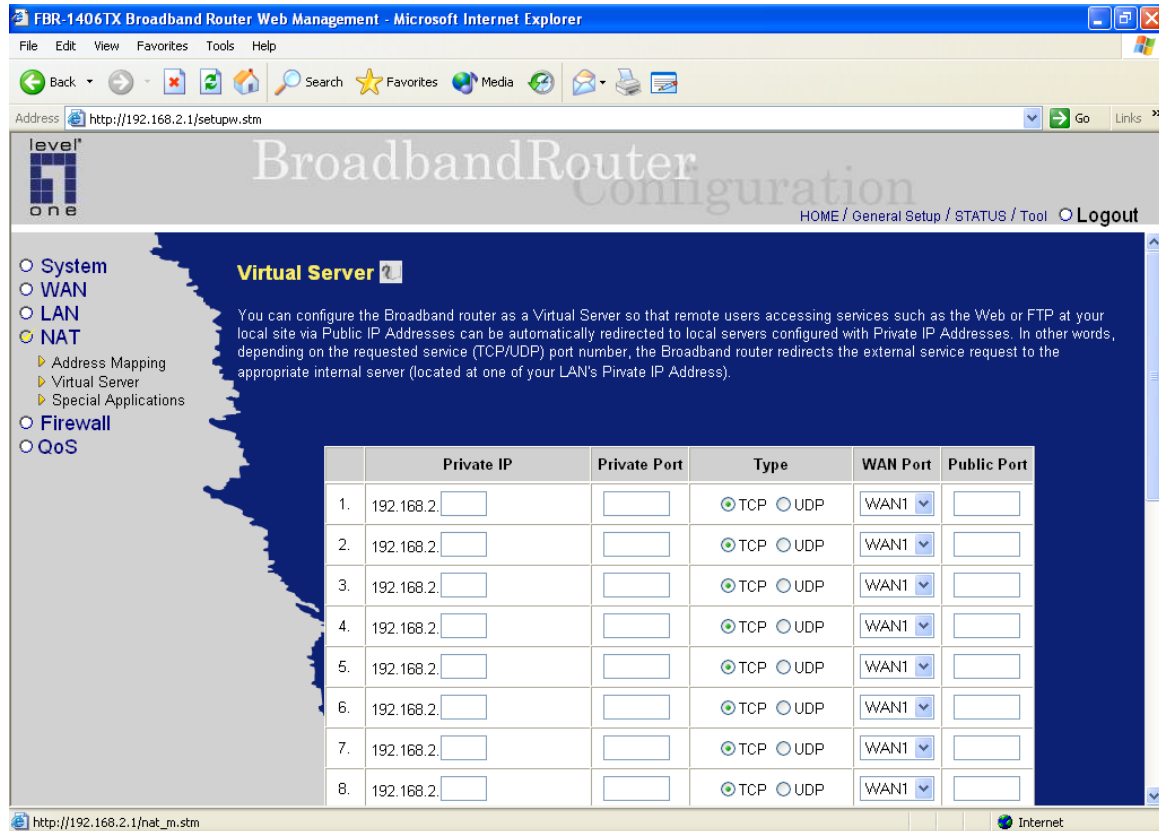 FBR-1406TX Broadband Router Web Management - Microsoft Internet Explorer
File Edit View Favorites Tools Help
Back Search Favorites Media
Address http://192.168.2.1/setupw.stm Go Links »
level one
BroadbandRouter
Configuration
HOME / General Setup / STATUS / Tool Logout
System
WAN
LAN
NAT
Address Mapping
Virtual Server
Special Applications
Firewall
QoS
Virtual Server
You can configure the Broadband router as a Virtual Server so that remote users accessing services such as the Web or FTP at your
local site via Public IP Addresses can be automatically redirected to local servers configured with Private IP Addresses. In other words,
depending on the requested service (TCP/UDP) port number, the Broadband router redirects the external service request to the
appropriate internal server (located at one of your LAN's Pirvate IP Address).
Private IP Private Port Type WAN Port Public Port
1. 192.168.2. TCP UDP WAN1
2. 192.168.2. TCP UDP WAN1
3. 192.168.2. TCP UDP WAN1
4. 192.168.2. TCP UDP WAN1
5. 192.168.2. TCP UDP WAN1
6. 192.168.2. TCP UDP WAN1
7. 192.168.2. TCP UDP WAN1
8. 192.168.2. TCP UDP WAN1
http://192.168.2.1/nat_m.stm Internet